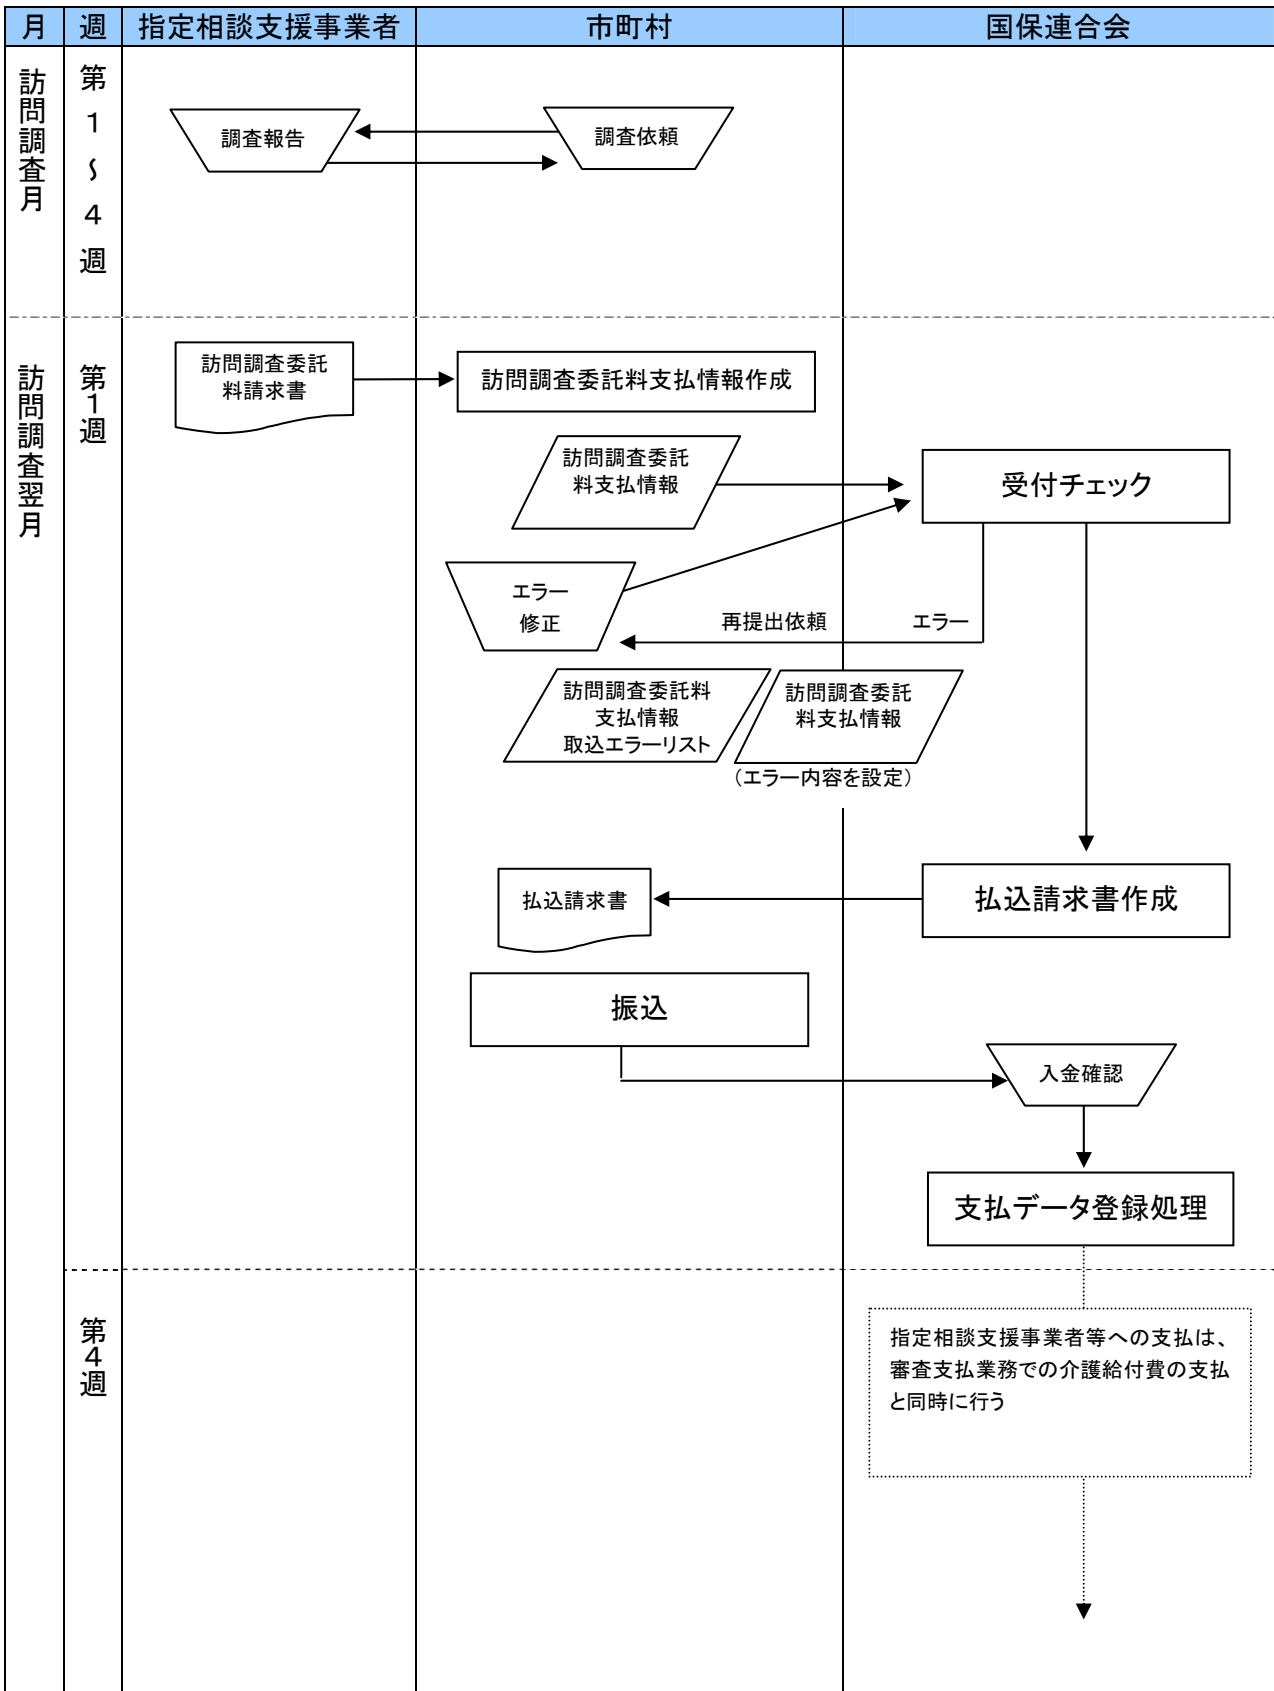 月
週
指定相談支援事業者
市町村
国保連合会
訪問調査月
第1～4週
調査報告
調査依頼
訪問調査翌月
第1週
訪問調査委託
料請求書
訪問調査委託料支払情報作成
訪問調査委託
料支払情報
受付チェック
エラー
修正
再提出依頼
エラー
訪問調査委託料
支払情報
取込エラーリスト
訪問調査委託
料支払情報
（エラー内容を設定）
払込請求書
払込請求書作成
振込
入金確認
支払データ登録処理
第4週
指定相談支援事業者等への支払は、
審査支払業務での介護給付費の支払
と同時に行う